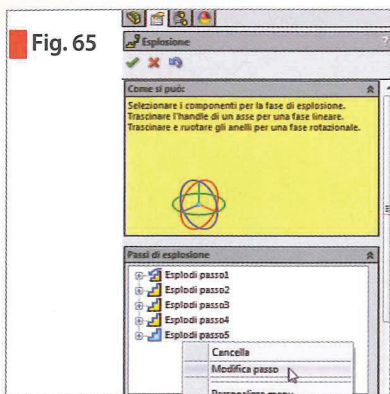 Fig. 65
Esplosione
?
Come si può:
Selezionare i componenti per la fase di esplosione.
Trascinare l'handle di un asse per una fase lineare.
Trascinare e ruotare gli anelli per una fase rotazionale.
Passi di esplosione
Esplodi passo1
Esplodi passo2
Esplodi passo3
Esplodi passo4
Esplodi passo5
Cancella
Modifica passo
Personalizza menu